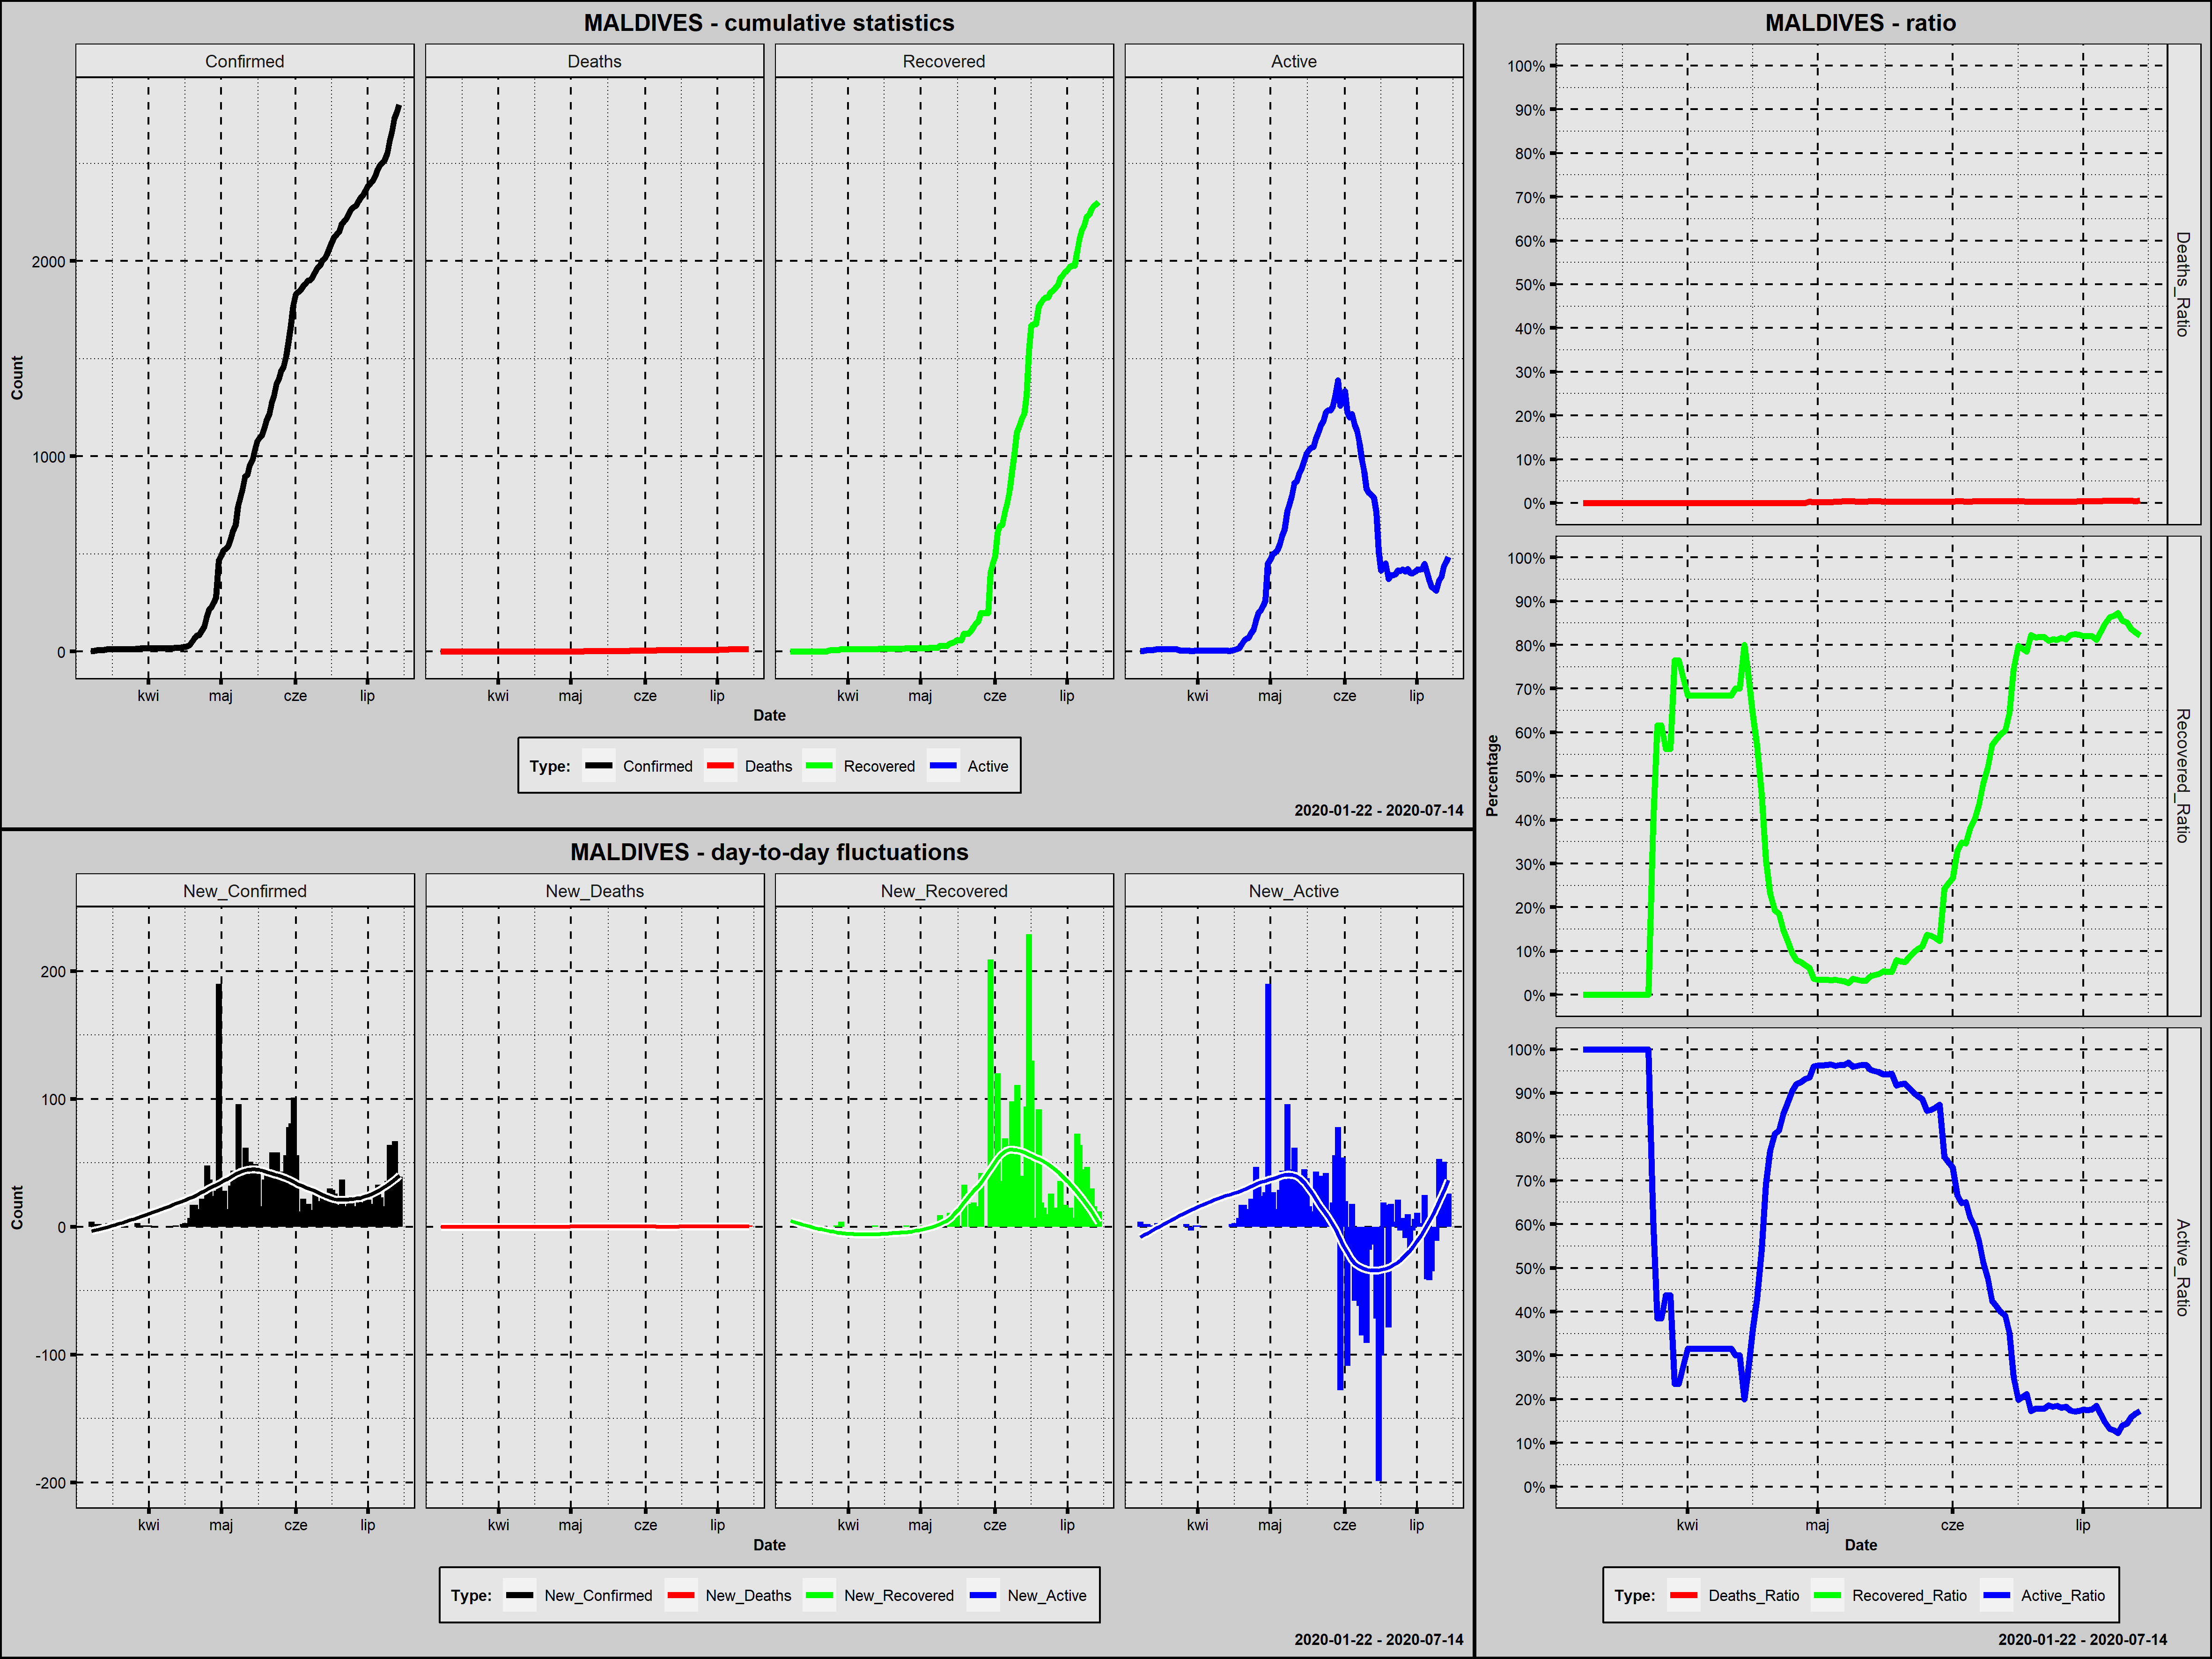 MALDIVES - cumulative statistics
Confirmed Deaths Recovered Active
Count
2000
1000
0
kwi maj cze lip kwi maj cze lip kwi maj cze lip kwi maj cze lip
Date
Type: Confirmed Deaths Recovered Active
2020-01-22 - 2020-07-14
MALDIVES - day-to-day fluctuations
New_Confirmed New_Deaths New_Recovered New_Active
Count
200
100
0
-100
-200
kwi maj cze lip kwi maj cze lip kwi maj cze lip kwi maj cze lip
Date
Type: New_Confirmed New_Deaths New_Recovered New_Active
2020-01-22 - 2020-07-14
MALDIVES - ratio
Percentage
100%
90%
80%
70%
60%
50%
40%
30%
20%
10%
0%
Deaths_Ratio
100%
90%
80%
70%
60%
50%
40%
30%
20%
10%
0%
Recovered_Ratio
100%
90%
80%
70%
60%
50%
40%
30%
20%
10%
0%
Active_Ratio
kwi maj cze lip
Date
Type: Deaths_Ratio Recovered_Ratio Active_Ratio
2020-01-22 - 2020-07-14